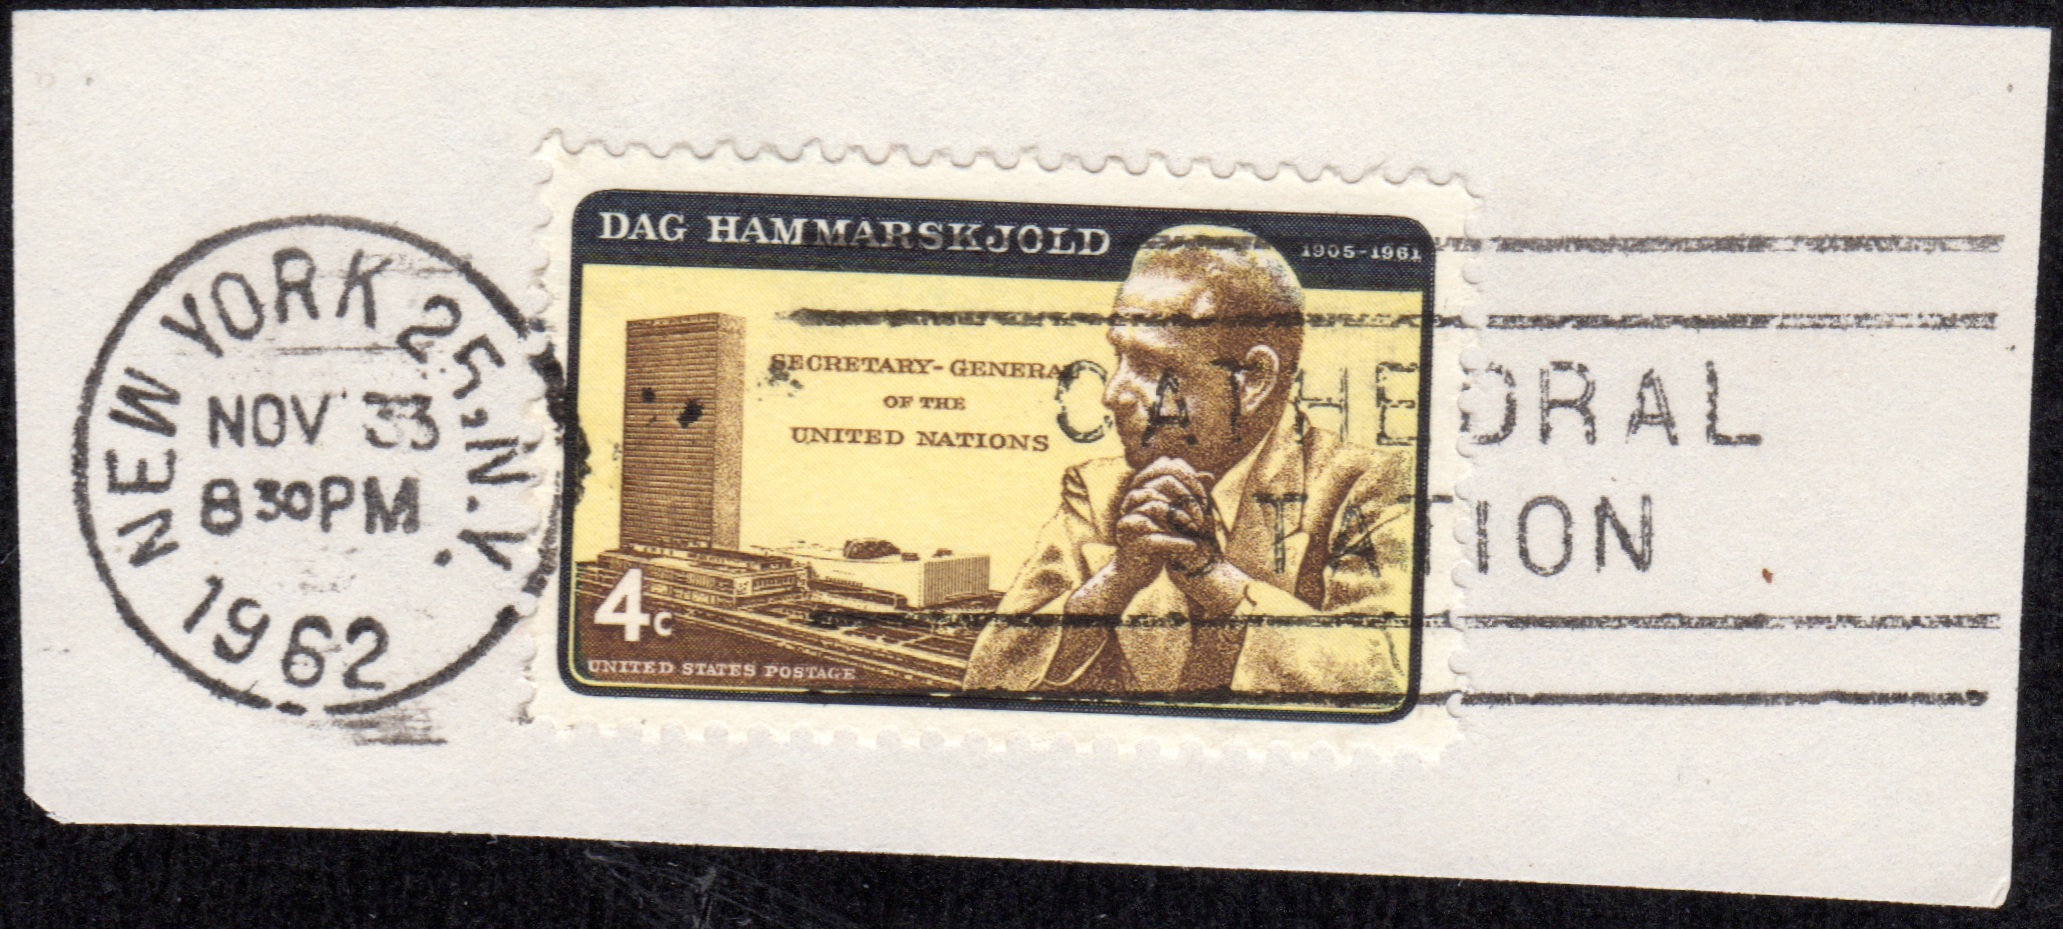 NEW YORK 25, N.Y.
NOV 33
8 30 PM
1962
DAG HAMMARSKJOLD
1905-1961
SECRETARY-GENERAL
OF THE
UNITED NATIONS
4c
UNITED STATES POSTAGE
CATHEDRAL
STATION